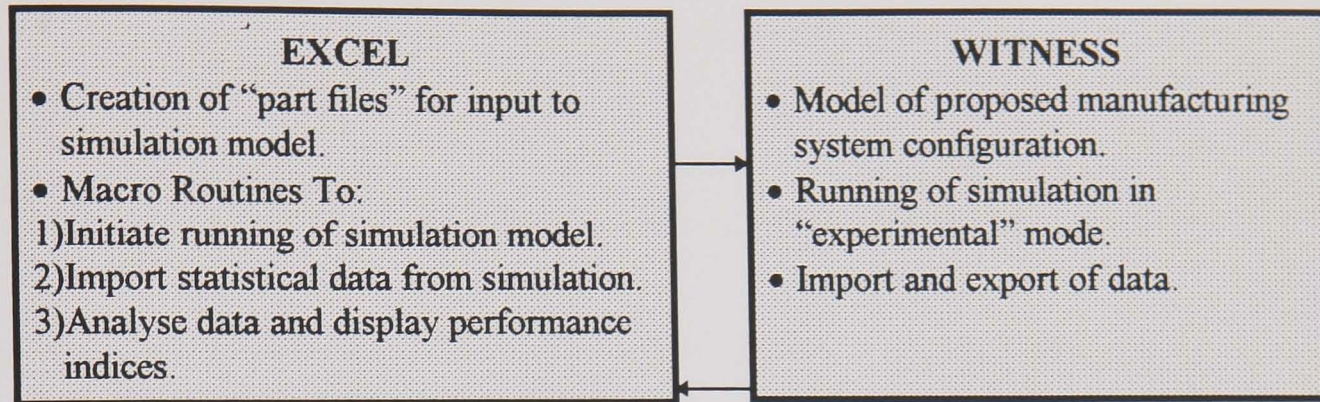 EXCEL
• Creation of “part files” for input to
simulation model.
• Macro Routines To:
1)Initiate running of simulation model.
2)Import statistical data from simulation.
3)Analyse data and display performance
indices.
WITNESS
• Model of proposed manufacturing
system configuration.
• Running of simulation in
“experimental” mode.
• Import and export of data.